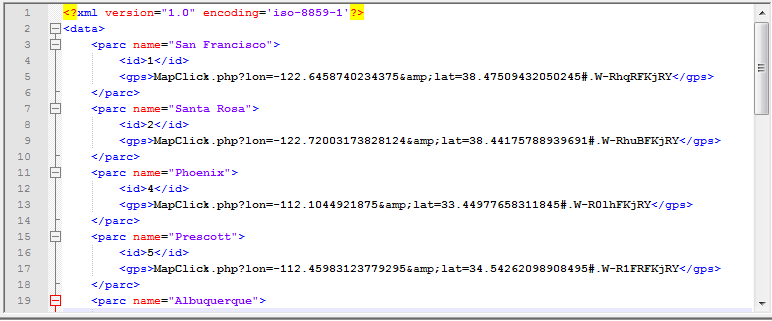 1 <?xml version="1.0" encoding='iso-8859-1'?>
2 <data>
3 <parc name="San Francisco">
4 <id>1</id>
5 <gps>MapClick.php?lon=-122.6458740234375&amp;lat=38.47509432050245#.W-RhqRFKjRY</gps>
6 </parc>
7 <parc name="Santa Rosa">
8 <id>2</id>
9 <gps>MapClick.php?lon=-122.72003173828124&amp;lat=38.44175788939691#.W-RhuBFKjRY</gps>
10 </parc>
11 <parc name="Phoenix">
12 <id>4</id>
13 <gps>MapClick.php?lon=-112.1044921875&amp;lat=33.44977658311845#.W-R0lhFKjRY</gps>
14 </parc>
15 <parc name="Prescott">
16 <id>5</id>
17 <gps>MapClick.php?lon=-112.45983123779295&amp;lat=34.54262098908495#.W-R1FRFKjRY</gps>
18 </parc>
19 <parc name="Albuquerque">